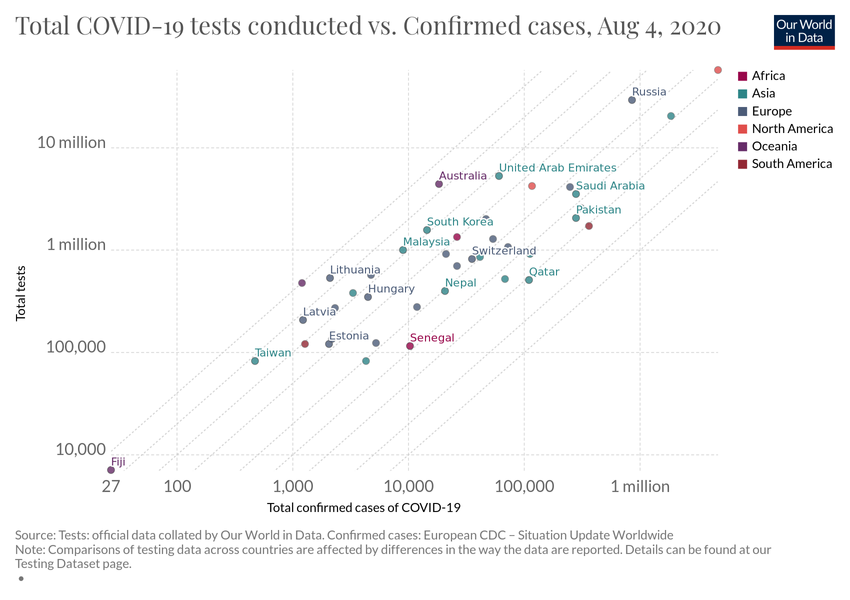 Total COVID-19 tests conducted vs. Confirmed cases, Aug 4, 2020
Our World
in Data
Africa
Asia
Europe
North America
Oceania
South America
Total tests
10 million
1 million
100,000
10,000
Russia
United Arab Emirates
Australia
Saudi Arabia
Pakistan
South Korea
Malaysia
Switzerland
Lithuania
Qatar
Nepal
Hungary
Latvia
Estonia
Senegal
Taiwan
Fiji
27
100
1,000
10,000
100,000
1 million
Total confirmed cases of COVID-19
Source: Tests: official data collated by Our World in Data. Confirmed cases: European CDC – Situation Update Worldwide
Note: Comparisons of testing data across countries are affected by differences in the way the data are reported. Details can be found at our
Testing Dataset page.